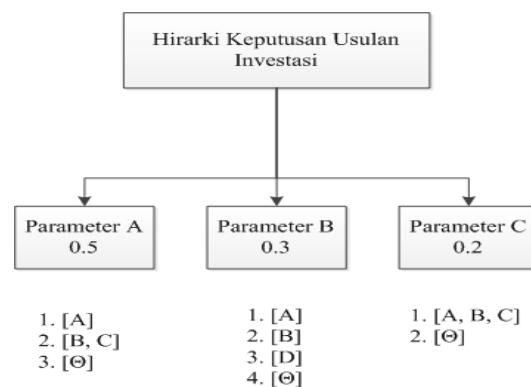 Hirarki Keputusan Usulan
Investasi
Parameter A
0.5
Parameter B
0.3
Parameter C
0.2
1. [A]
2. [B, C]
3. [Θ]
1. [A]
2. [B]
3. [D]
4. [Θ]
1. [A, B, C]
2. [Θ]